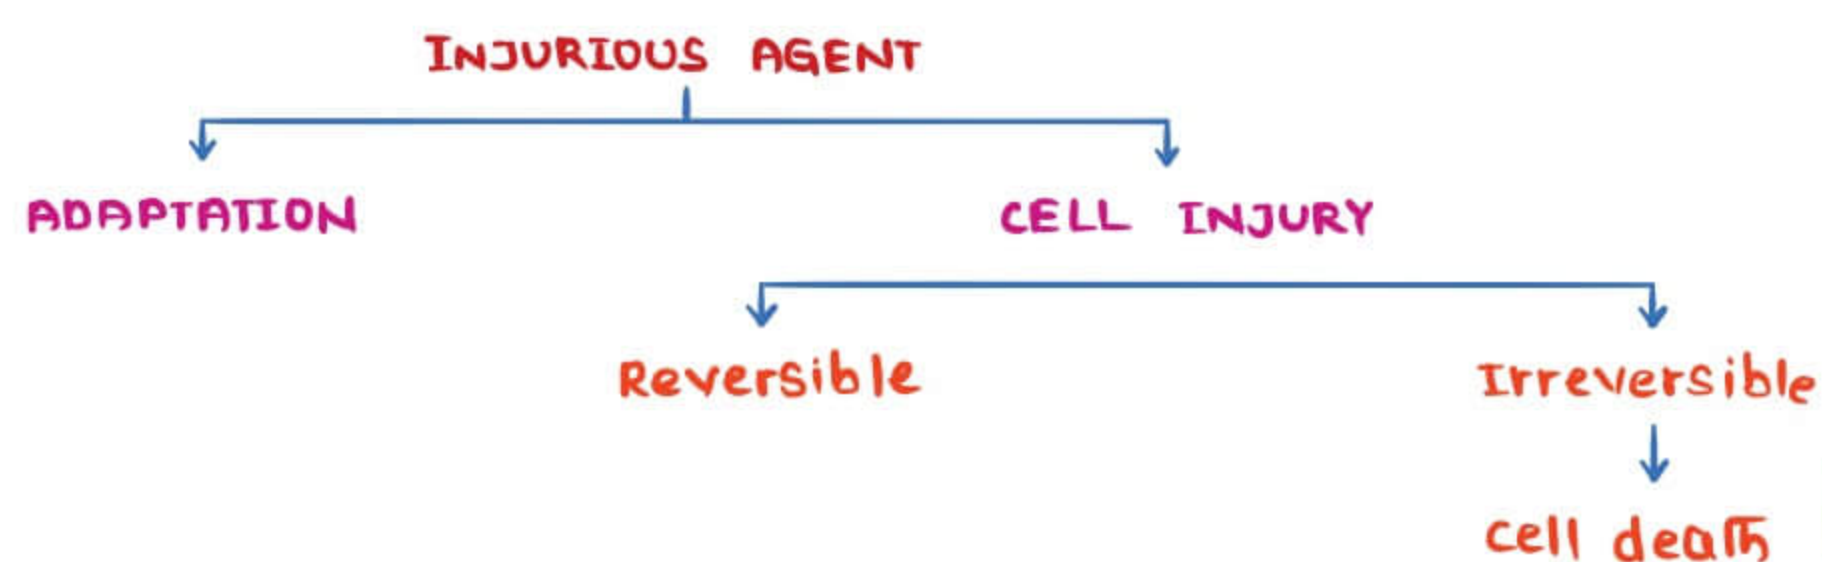 INJURIOUS AGENT
ADAPTATION
CELL INJURY
Reversible
Irreversible
cell death